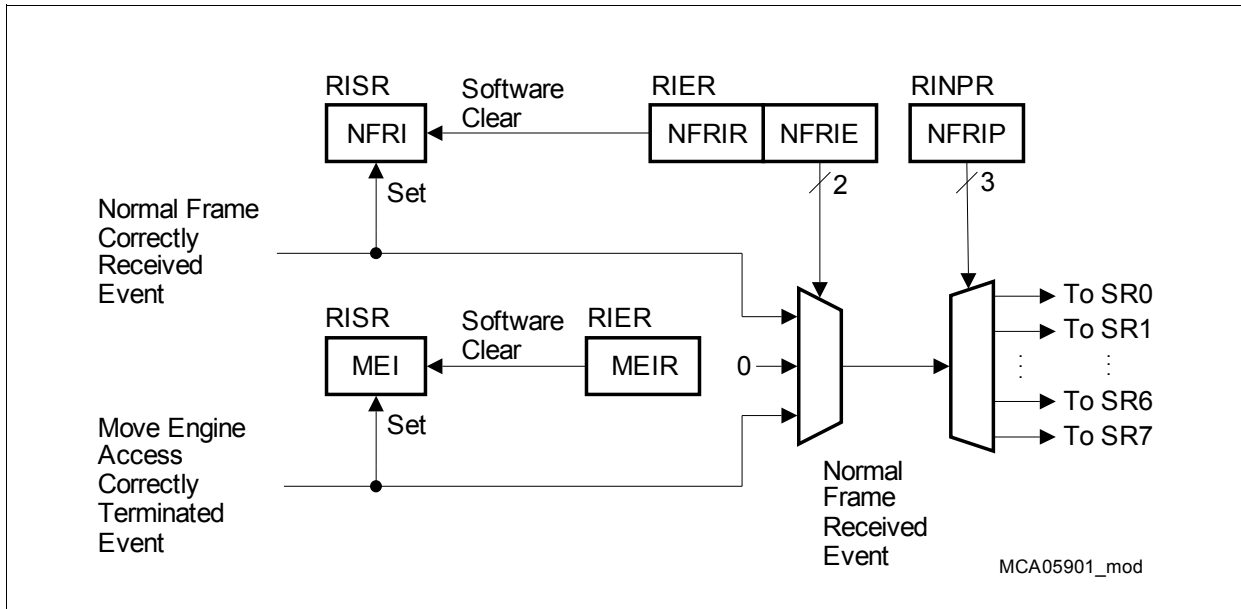 RISR
Software
Clear
RIER
RINPR
NFRI
NFRIR
NFRIE
NFRIP
Set
2
3
Normal Frame
Correctly
Received
Event
RISR
Software
Clear
RIER
MEI
MEIR
0
Set
To SR0
To SR1
To SR6
To SR7
Move Engine
Access
Correctly
Terminated
Event
Normal
Frame
Received
Event
MCA05901_mod